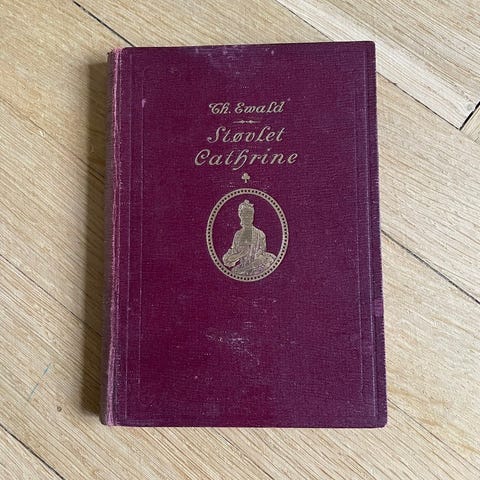 Th. Ewald
Støvlet
Cathrine